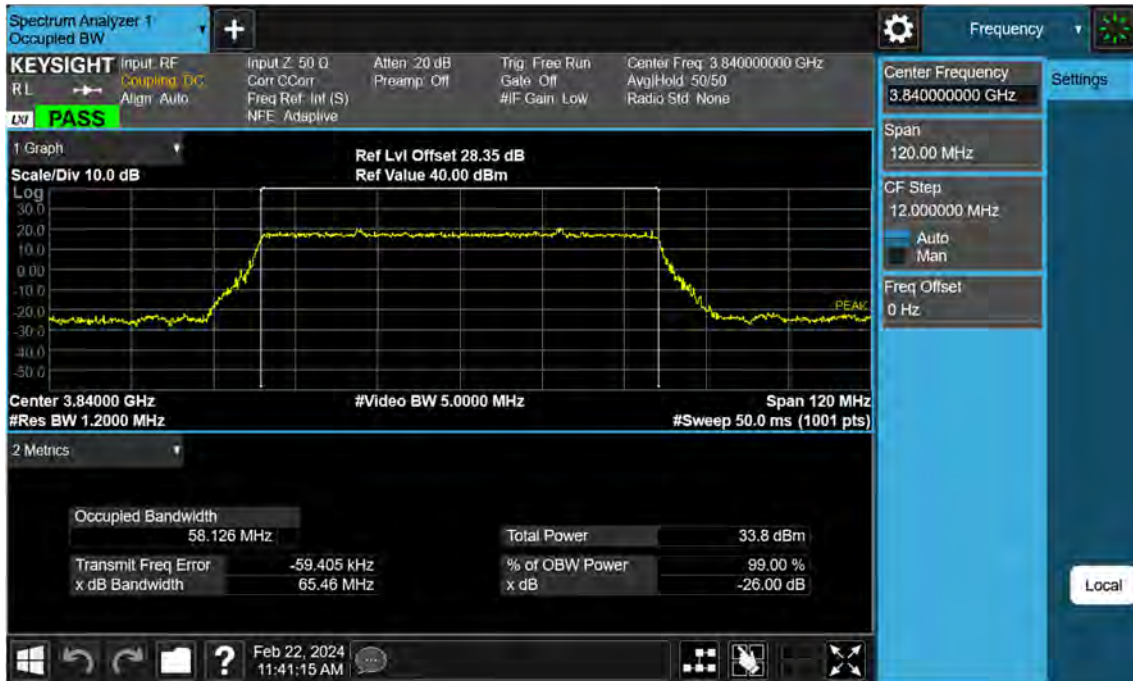 Spectrum Analyzer 1
Occupied BW
+
Frequency
KEYSIGHT
RL
LXI
PASS
Input: RF
Coupling: DC
Align: Auto
Input Z: 50 Ω
Corr CCorr
Freq Ref: Int (S)
NFE: Adaptive
Atten: 20 dB
Preamp: Off
Trig: Free Run
Gate: Off
#IF Gain: Low
Center Freq: 3.840000000 GHz
Avg|Hold: 50/50
Radio Std: None
Center Frequency
3.840000000 GHz
Settings
Span
120.00 MHz
CF Step
12.000000 MHz
Auto
Man
Freq Offset
0 Hz
1 Graph
Scale/Div 10.0 dB
Ref Lvl Offset 28.35 dB
Ref Value 40.00 dBm
Log
30.0
20.0
10.0
0.00
-10.0
-20.0
-30.0
-40.0
-50.0
PEAK
Center 3.84000 GHz
#Video BW 5.0000 MHz
Span 120 MHz
#Res BW 1.2000 MHz
#Sweep 50.0 ms (1001 pts)
2 Metrics
Occupied Bandwidth
58.126 MHz
Total Power 33.8 dBm
Transmit Freq Error -59.405 kHz
% of OBW Power 99.00 %
x dB Bandwidth 65.46 MHz
x dB -26.00 dB
Local
?
Feb 22, 2024
11:41:15 AM